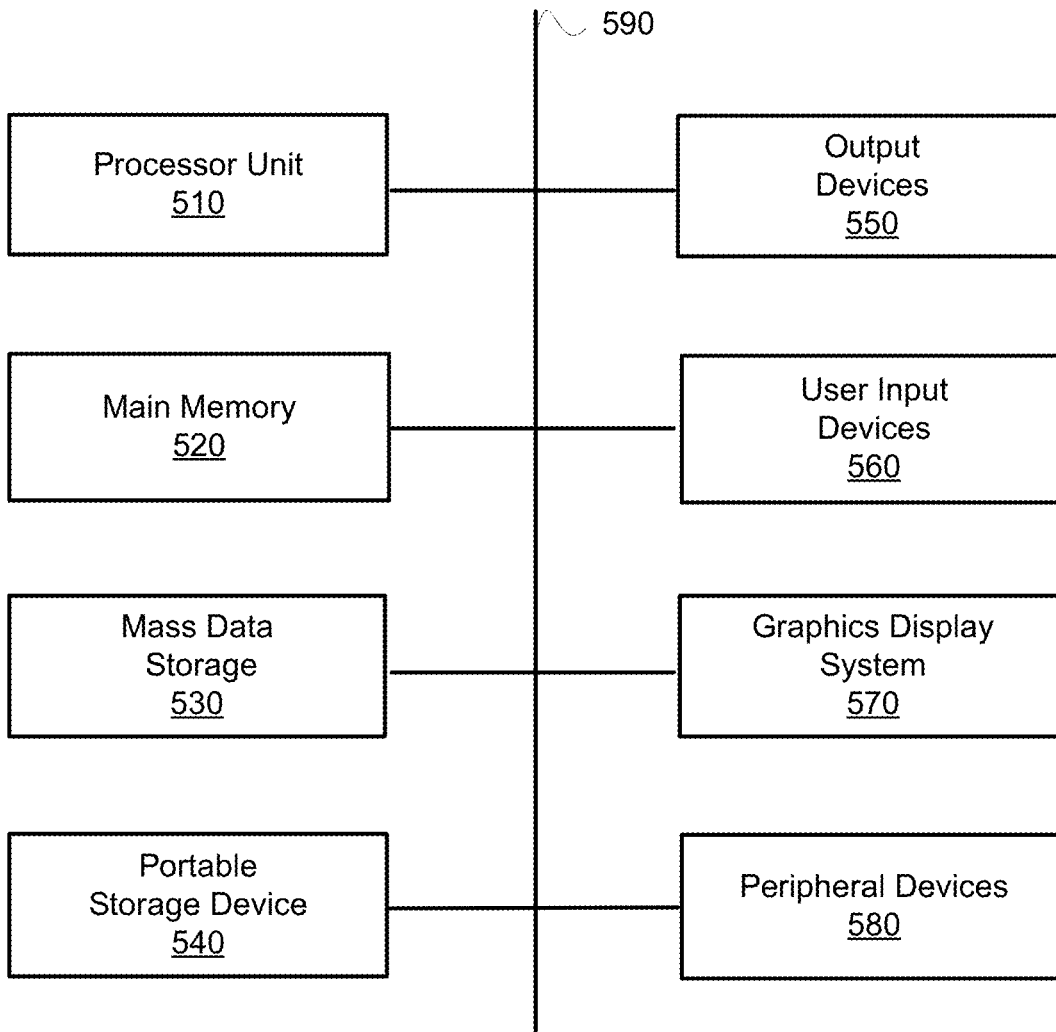 590
Processor Unit
510
Output
Devices
550
Main Memory
520
User Input
Devices
560
Mass Data
Storage
530
Graphics Display
System
570
Portable
Storage Device
540
Peripheral Devices
580